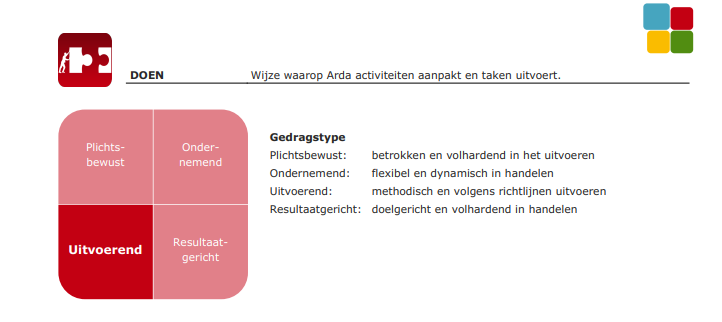 DOEN Wijze waarop Arda activiteiten aanpakt en taken uitvoert.
Plichts-
bewust
Onder-
nemend
Uitvoerend
Resultaat-
gericht
Gedragstype
Plichtsbewust: betrokken en volhardend in het uitvoeren
Ondernemend: flexibel en dynamisch in handelen
Uitvoerend: methodisch en volgens richtlijnen uitvoeren
Resultaatgericht: doelgericht en volhardend in handelen